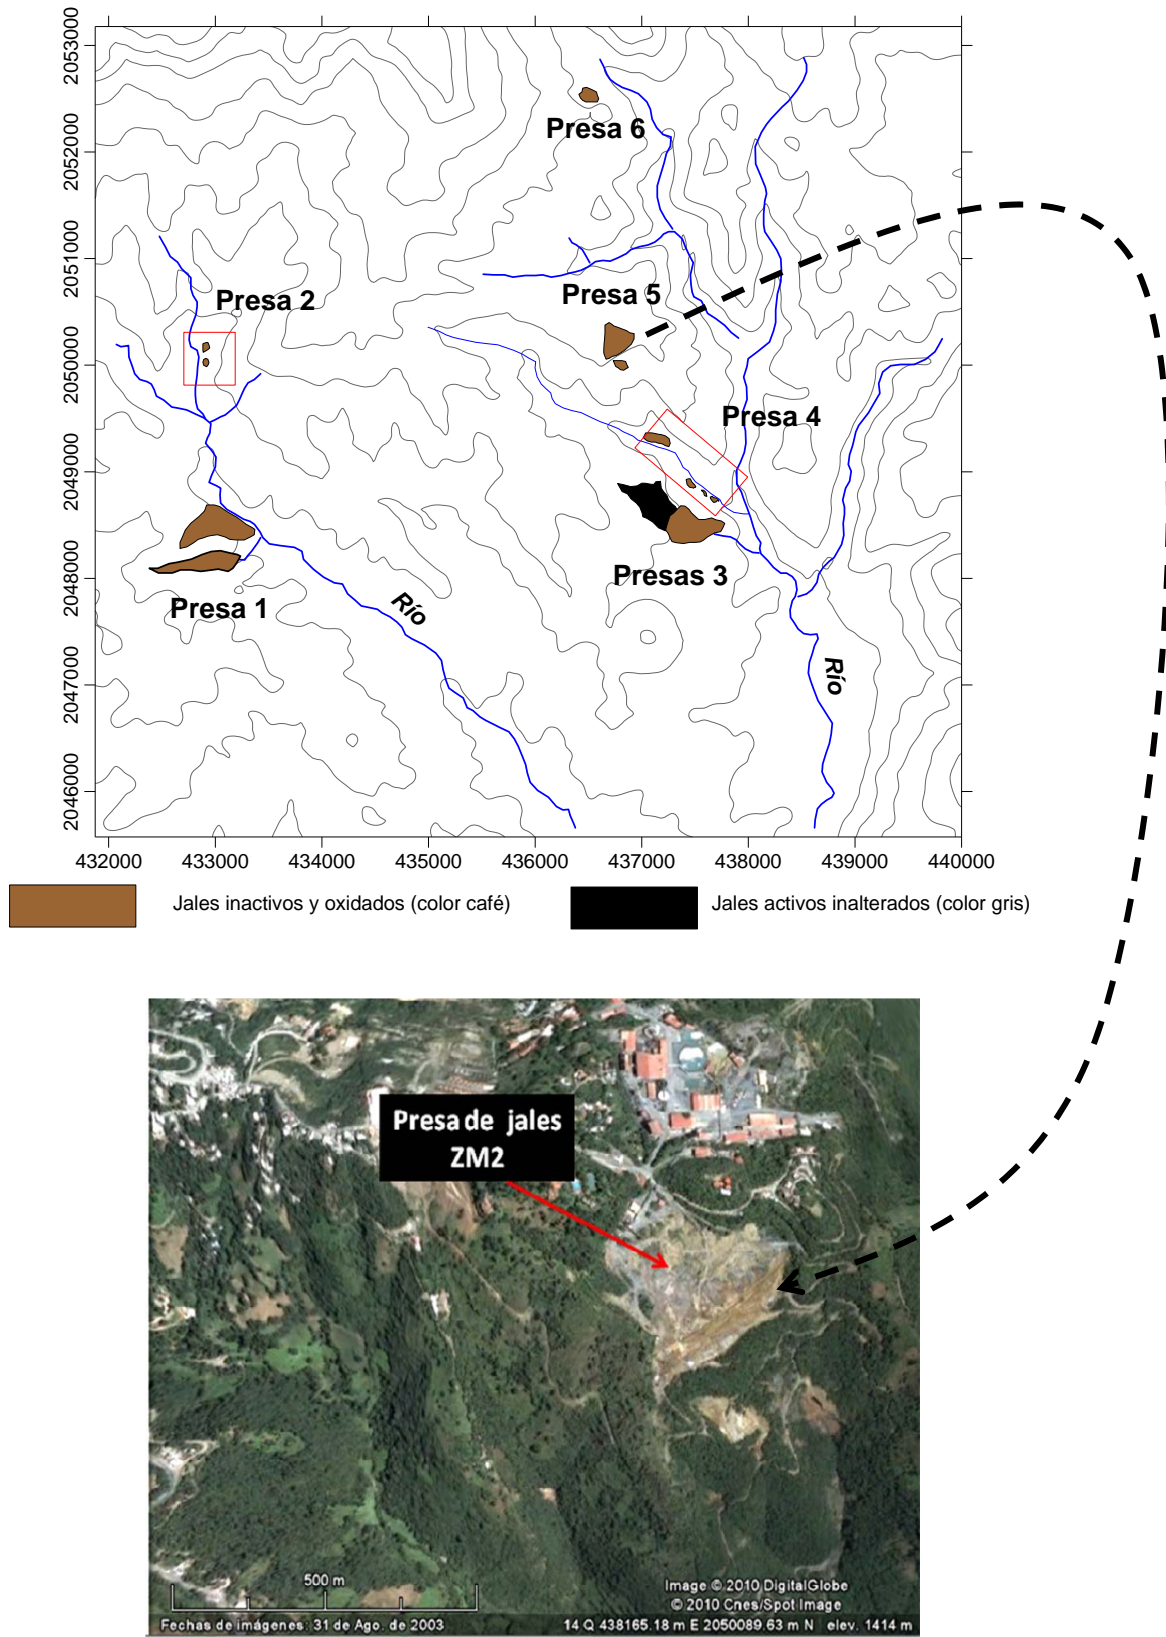 2053000
2052000
2051000
2050000
2049000
2048000
2047000
2046000
Presa 6
Presa 5
Presa 2
Presa 4
Presas 3
Presa 1
Río
Río
432000 433000 434000 435000 436000 437000 438000 439000 440000
Jales inactivos y oxidados (color café)
Jales activos inalterados (color gris)
Presa de jales
ZM2
500 m
Image © 2010 DigitalGlobe
© 2010 Cnes/Spot Image
Fechas de imágenes: 31 de Ago. de 2003
14 Q 438165.18 m E 2050089.63 m N elev. 1414 m